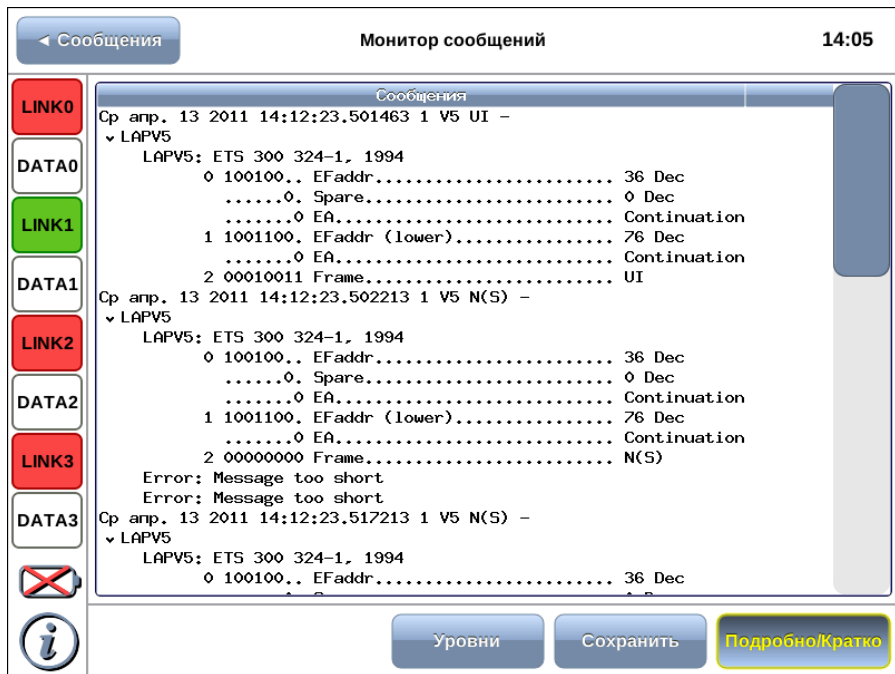 ◄ Сообщения
Монитор сообщений
14:05
LINK0
DATA0
LINK1
DATA1
LINK2
DATA2
LINK3
DATA3
Сообщения
Ср апр. 13 2011 14:12:23.501463 1 V5 UI -
LAPV5
LAPV5: ETS 300 324-1, 1994
0 100100.. EFaddr........................ 36 Dec
......0. Spare......................... 0 Dec
.......0 EA............................ Continuation
1 1001100. EFaddr (lower)................ 76 Dec
.......0 EA............................ Continuation
2 00010011 Frame......................... UI
Ср апр. 13 2011 14:12:23.502213 1 V5 N(S) -
LAPV5
LAPV5: ETS 300 324-1, 1994
0 100100.. EFaddr........................ 36 Dec
......0. Spare......................... 0 Dec
.......0 EA............................ Continuation
1 1001100. EFaddr (lower)................ 76 Dec
.......0 EA............................ Continuation
2 00000000 Frame......................... N(S)
Error: Message too short
Error: Message too short
Ср апр. 13 2011 14:12:23.517213 1 V5 N(S) -
LAPV5
LAPV5: ETS 300 324-1, 1994
0 100100.. EFaddr........................ 36 Dec
i
Уровни
Сохранить
Подробно/Кратко